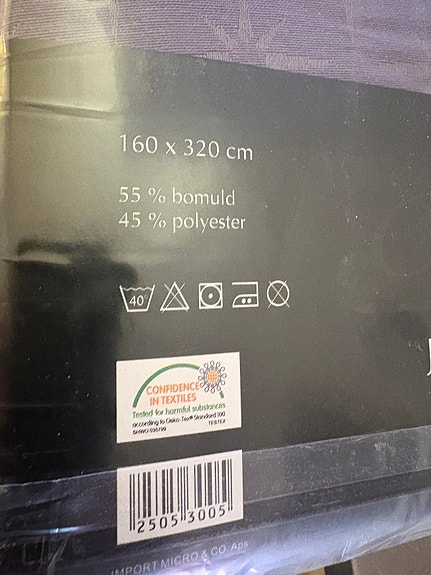 160 x 320 cm
55 % bomuld
45 % polyester
40°
CONFIDENCE
IN TEXTILES
Tested for harmful substances
according to Oeko-Tex® Standard 100
TESTEX
2505 3005
IMPORT MICRO & CO Aps
J